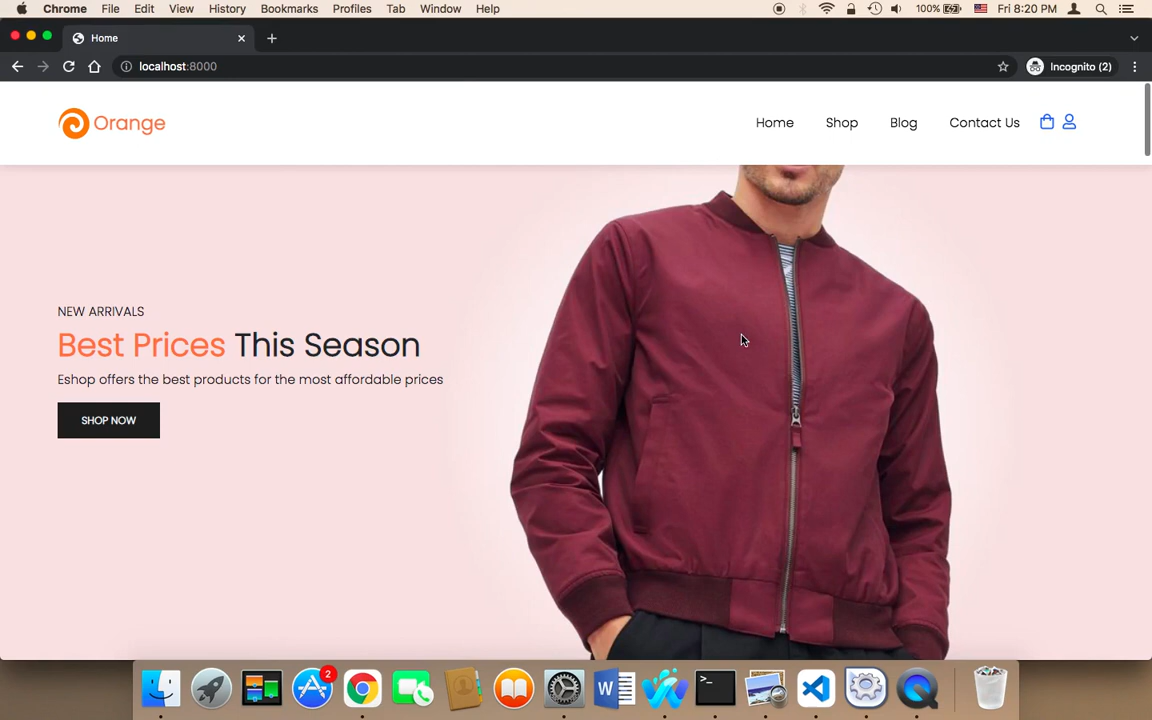 Chrome File Edit View History Bookmarks Profiles Tab Window Help 100% Fri 8:20 PM
Home
localhost:8000 Incognito (2)
Orange Home Shop Blog Contact Us
NEW ARRIVALS
Best Prices This Season
Eshop offers the best products for the most affordable prices
SHOP NOW
2